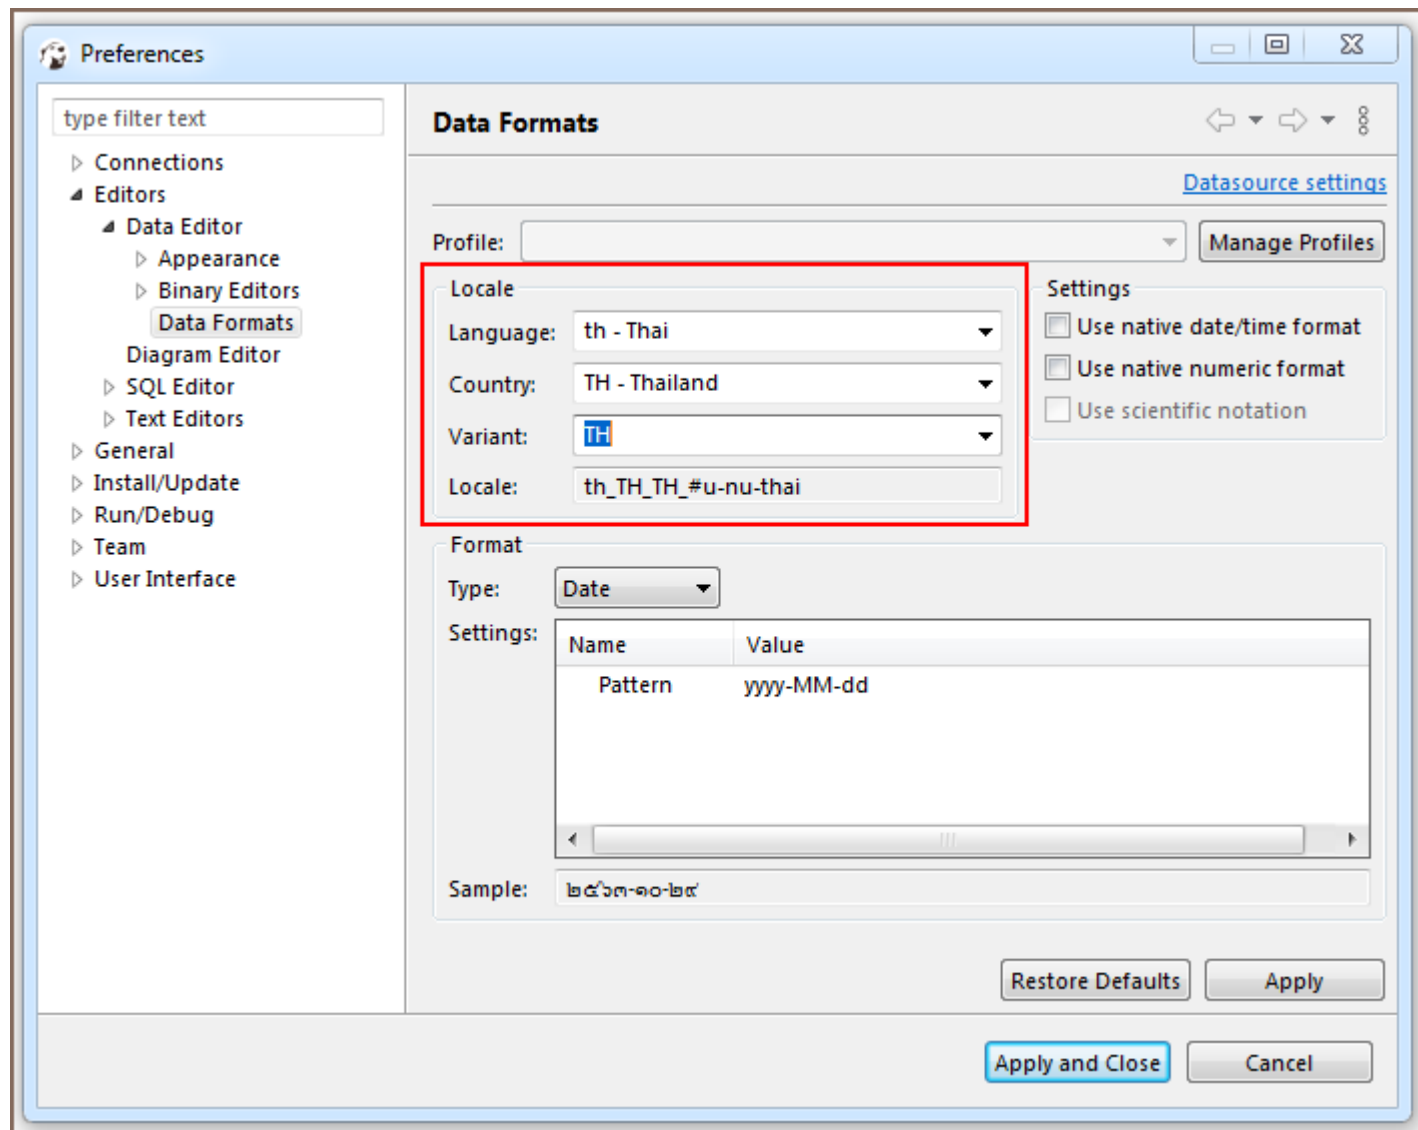 Preferences
type filter text
Connections
Editors
Data Editor
Appearance
Binary Editors
Data Formats
Diagram Editor
SQL Editor
Text Editors
General
Install/Update
Run/Debug
Team
User Interface
Data Formats
Datasource settings
Profile:
Manage Profiles
Locale
Language: th - Thai
Country: TH - Thailand
Variant: TH
Locale: th_TH_TH_#u-nu-thai
Settings
Use native date/time format
Use native numeric format
Use scientific notation
Format
Type: Date
Settings:
Name Value
Pattern yyyy-MM-dd
Sample: ๒๕๖๓-๑๐-๒๙
Restore Defaults Apply
Apply and Close Cancel